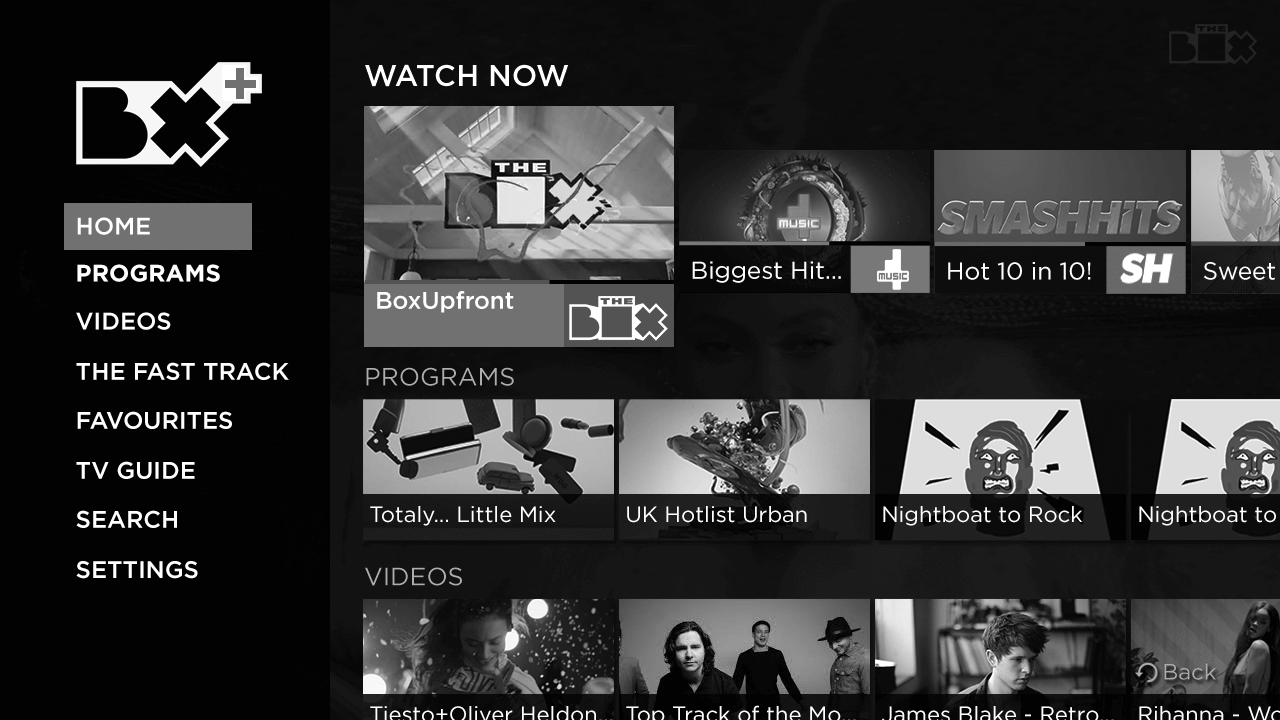 THE BOX
BX+
HOME
PROGRAMS
VIDEOS
THE FAST TRACK
FAVOURITES
TV GUIDE
SEARCH
SETTINGS
WATCH NOW
THE
BoxUpfront
THE
B X
4 MUSIC
Biggest Hit...
4 MUSIC
SMASHHITS
Hot 10 in 10!
SH
Sweet
PROGRAMS
Totaly... Little Mix
UK Hotlist Urban
Nightboat to Rock
Nightboat to
VIDEOS
Tiesto+Oliver Heldon...
Top Track of the Mo...
James Blake - Retro...
Rihanna - Wo
Back